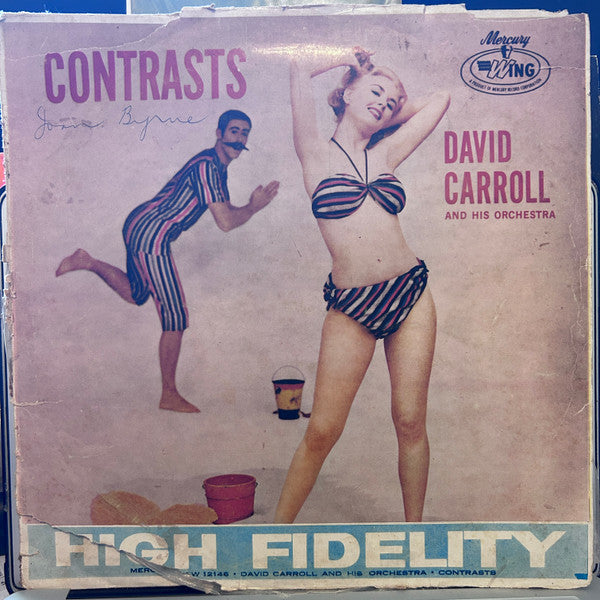 CONTRASTS
Byrne
Mercury
WING
A PRODUCT OF MERCURY RECORD CORPORATION
DAVID
CARROLL
AND HIS ORCHESTRA
HIGH FIDELITY
W 12146 • DAVID CARROLL AND HIS ORCHESTRA • CONTRASTS